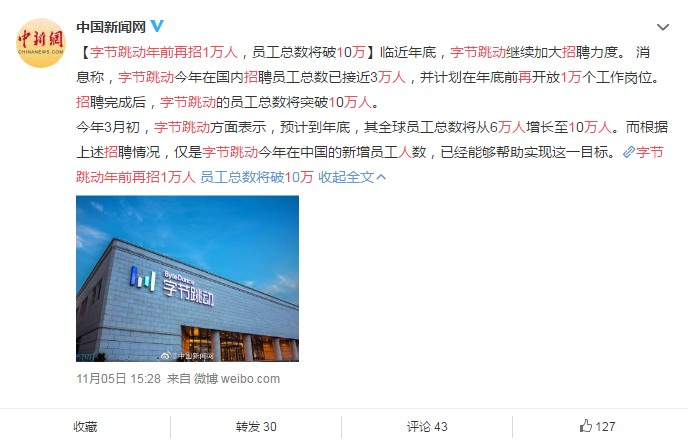 中新網
CHINANEWS.COM
中国新闻网
【字节跳动年前再招1万人，员工总数将破10万】临近年底，字节跳动继续加大招聘力度。 消
息称，字节跳动今年在国内招聘员工总数已接近3万人，并计划在年底前再开放1万个工作岗位。
招聘完成后，字节跳动的员工总数将突破10万人。
今年3月初，字节跳动方面表示，预计到年底，其全球员工总数将从6万人增长至10万人。而根据
上述招聘情况，仅是字节跳动今年在中国的新增员工人数，已经能够帮助实现这一目标。字节
跳动年前再招1万人 员工总数将破10万 收起全文
ByteDance
字节跳动
@中国新闻网
11月05日 15:28 来自 微博 weibo.com
收藏 转发 30 评论 43 127